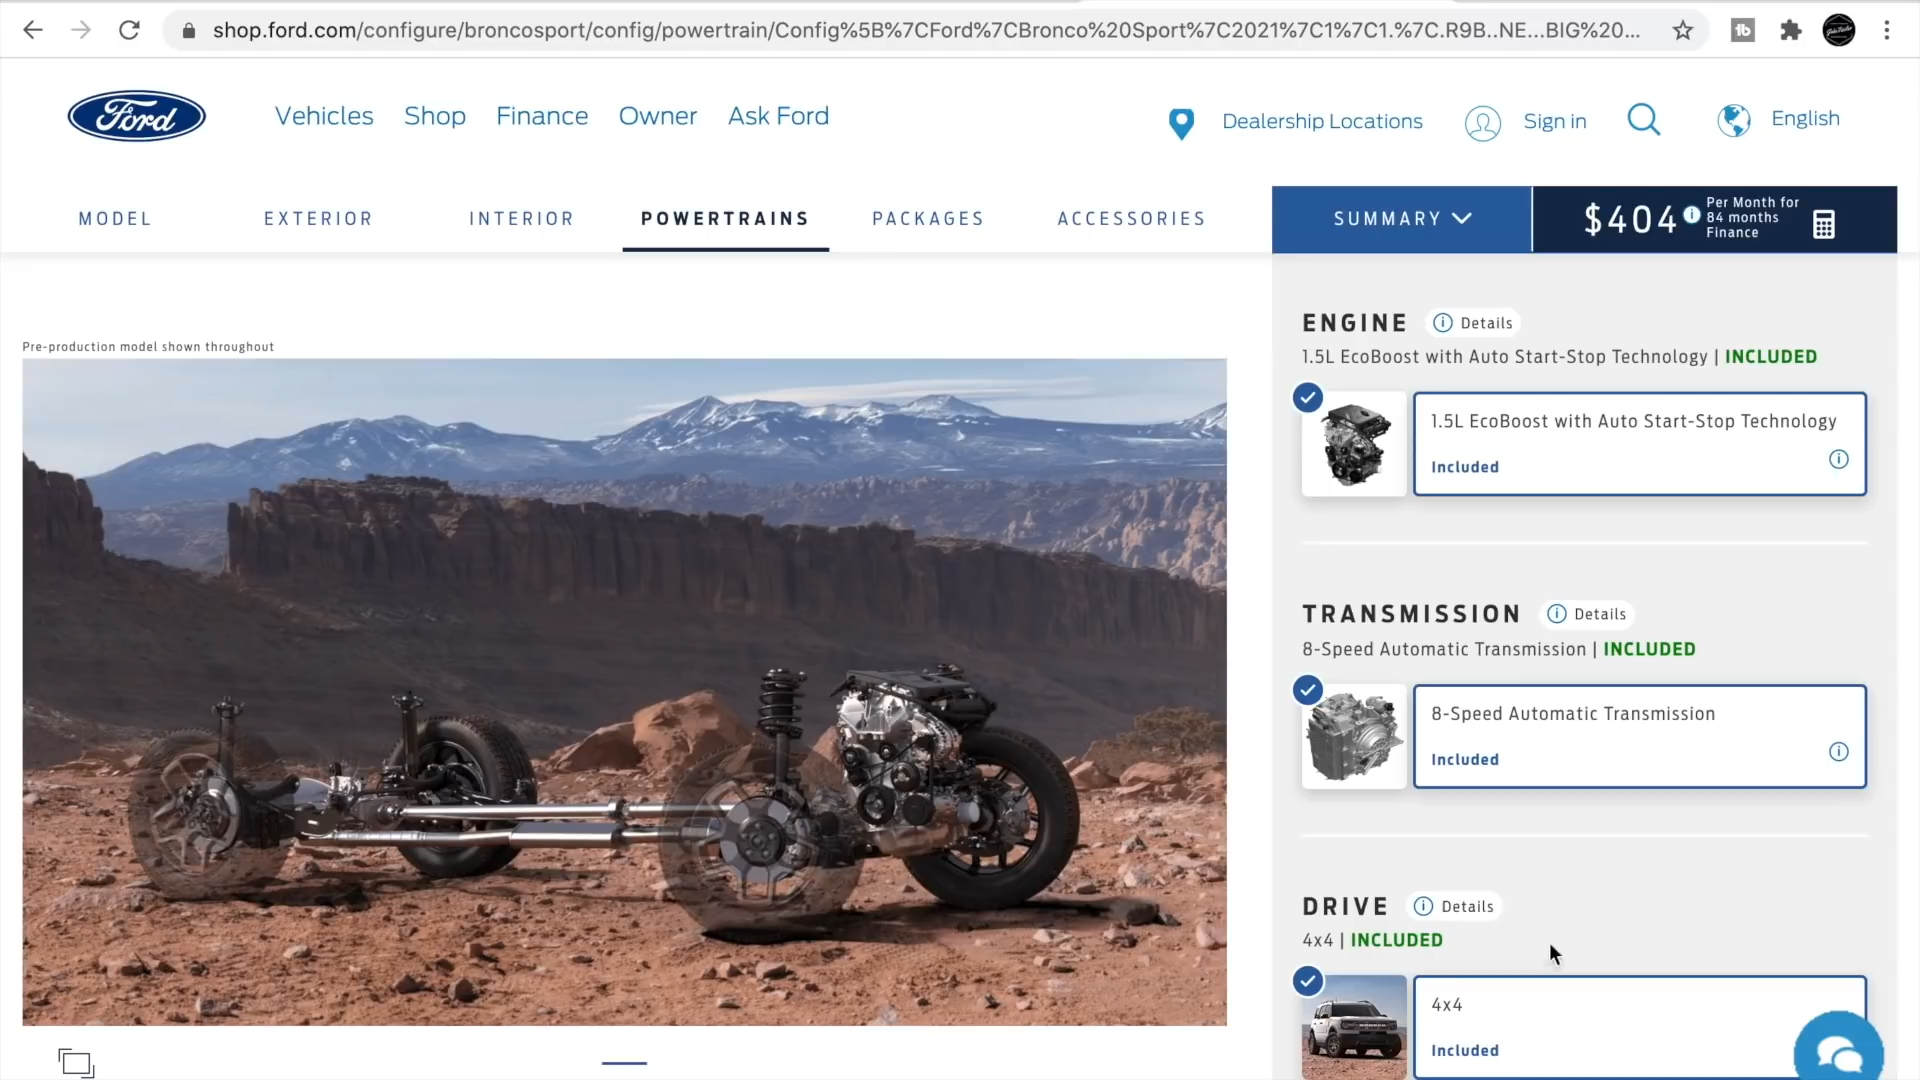 shop.ford.com/configure/broncosport/config/powertrain/Config%5B%7CFord%7CBronco%20Sport%7C2021%7C1%7C1.%7C.R9B..NE...BIG%20...
Ford
Vehicles
Shop
Finance
Owner
Ask Ford
Dealership Locations
Sign in
English
MODEL
EXTERIOR
INTERIOR
POWERTRAINS
PACKAGES
ACCESSORIES
SUMMARY
$404
Per Month for
84 months
Finance
Pre-production model shown throughout
ENGINE
Details
1.5L EcoBoost with Auto Start-Stop Technology | INCLUDED
1.5L EcoBoost with Auto Start-Stop Technology
Included
TRANSMISSION
Details
8-Speed Automatic Transmission | INCLUDED
8-Speed Automatic Transmission
Included
DRIVE
Details
4x4 | INCLUDED
4x4
Included